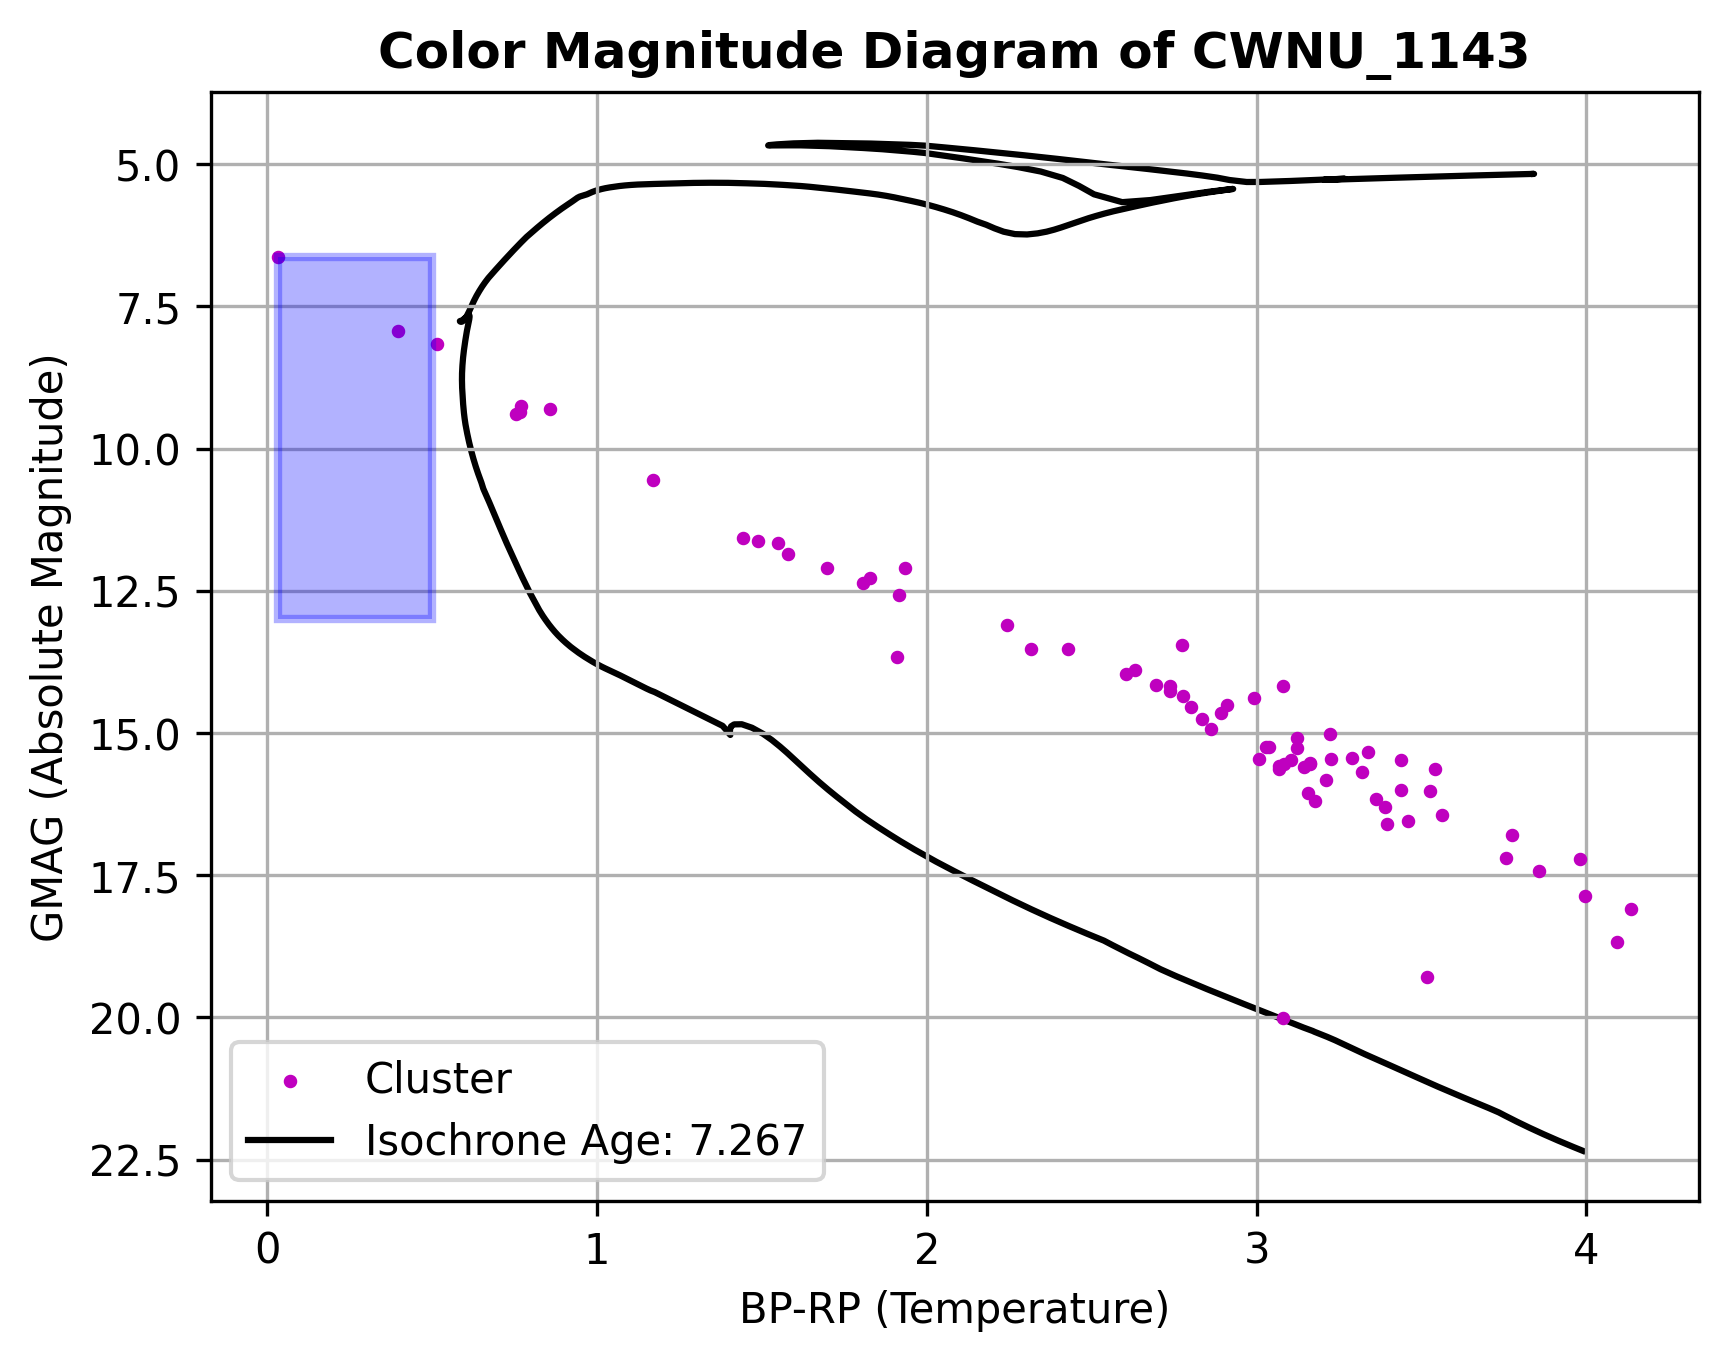 Color Magnitude Diagram of CWNU_1143
GMAG (Absolute Magnitude)
5.0
7.5
10.0
12.5
15.0
17.5
20.0
22.5
Cluster
Isochrone Age: 7.267
0 1 2 3 4
BP-RP (Temperature)